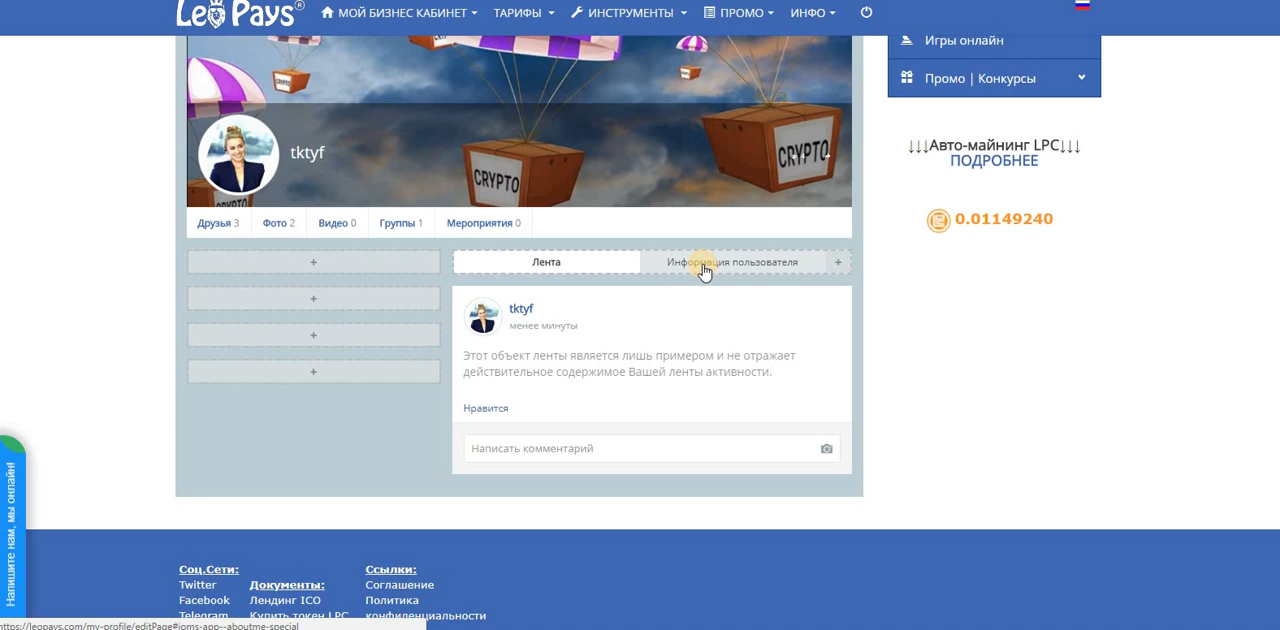 LeoPays®
МОЙ БИЗНЕС КАБИНЕТ ТАРИФЫ ИНСТРУМЕНТЫ ПРОМО ИНФО
Игры онлайн
Промо | Конкурсы
↓↓↓Авто-майнинг LPC↓↓↓
ПОДРОБНЕЕ
0.01149240
CRYPTO
CRYPTO
CRYPTO
tktyf
Друзья 3 Фото 2 Видео 0 Группы 1 Мероприятия 0
+ Лента Информация пользователя +
+
+
+
tktyf
менее минуты
Этот объект ленты является лишь примером и не отражает
действительное содержимое Вашей ленты активности.
Нравится
Написать комментарий
Напишите нам, мы онлайн!
Соц.Сети:
Twitter
Facebook
Telegram
Документы:
Лендинг ICO
Купить токен LPC
Ссылки:
Соглашение
Политика
конфиденциальности
https://leopays.com/my-profile/editPage#joms-app--aboutme-special